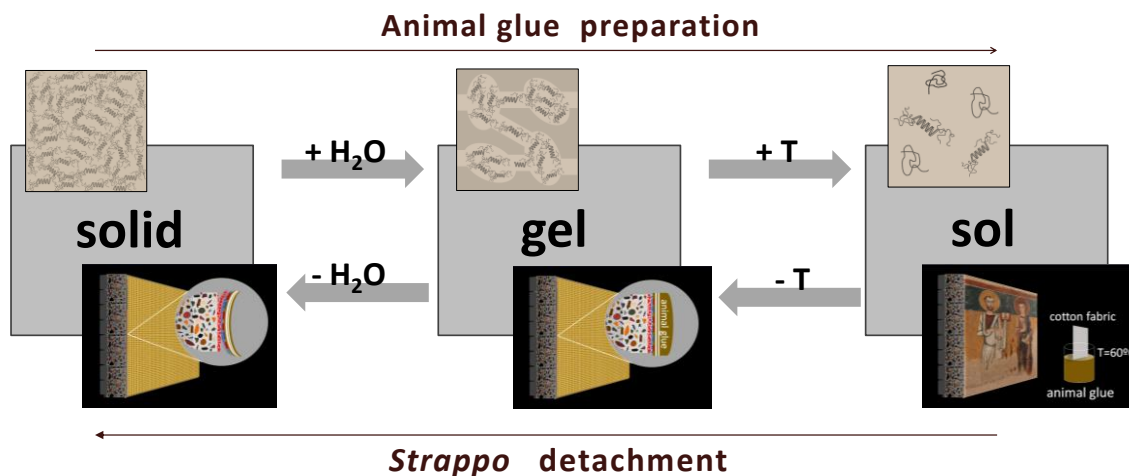 Animal glue preparation
+ H₂O
+ T
solid
gel
sol
- H₂O
- T
animal glue
cotton fabric
T=60º
animal glue
Strappo detachment